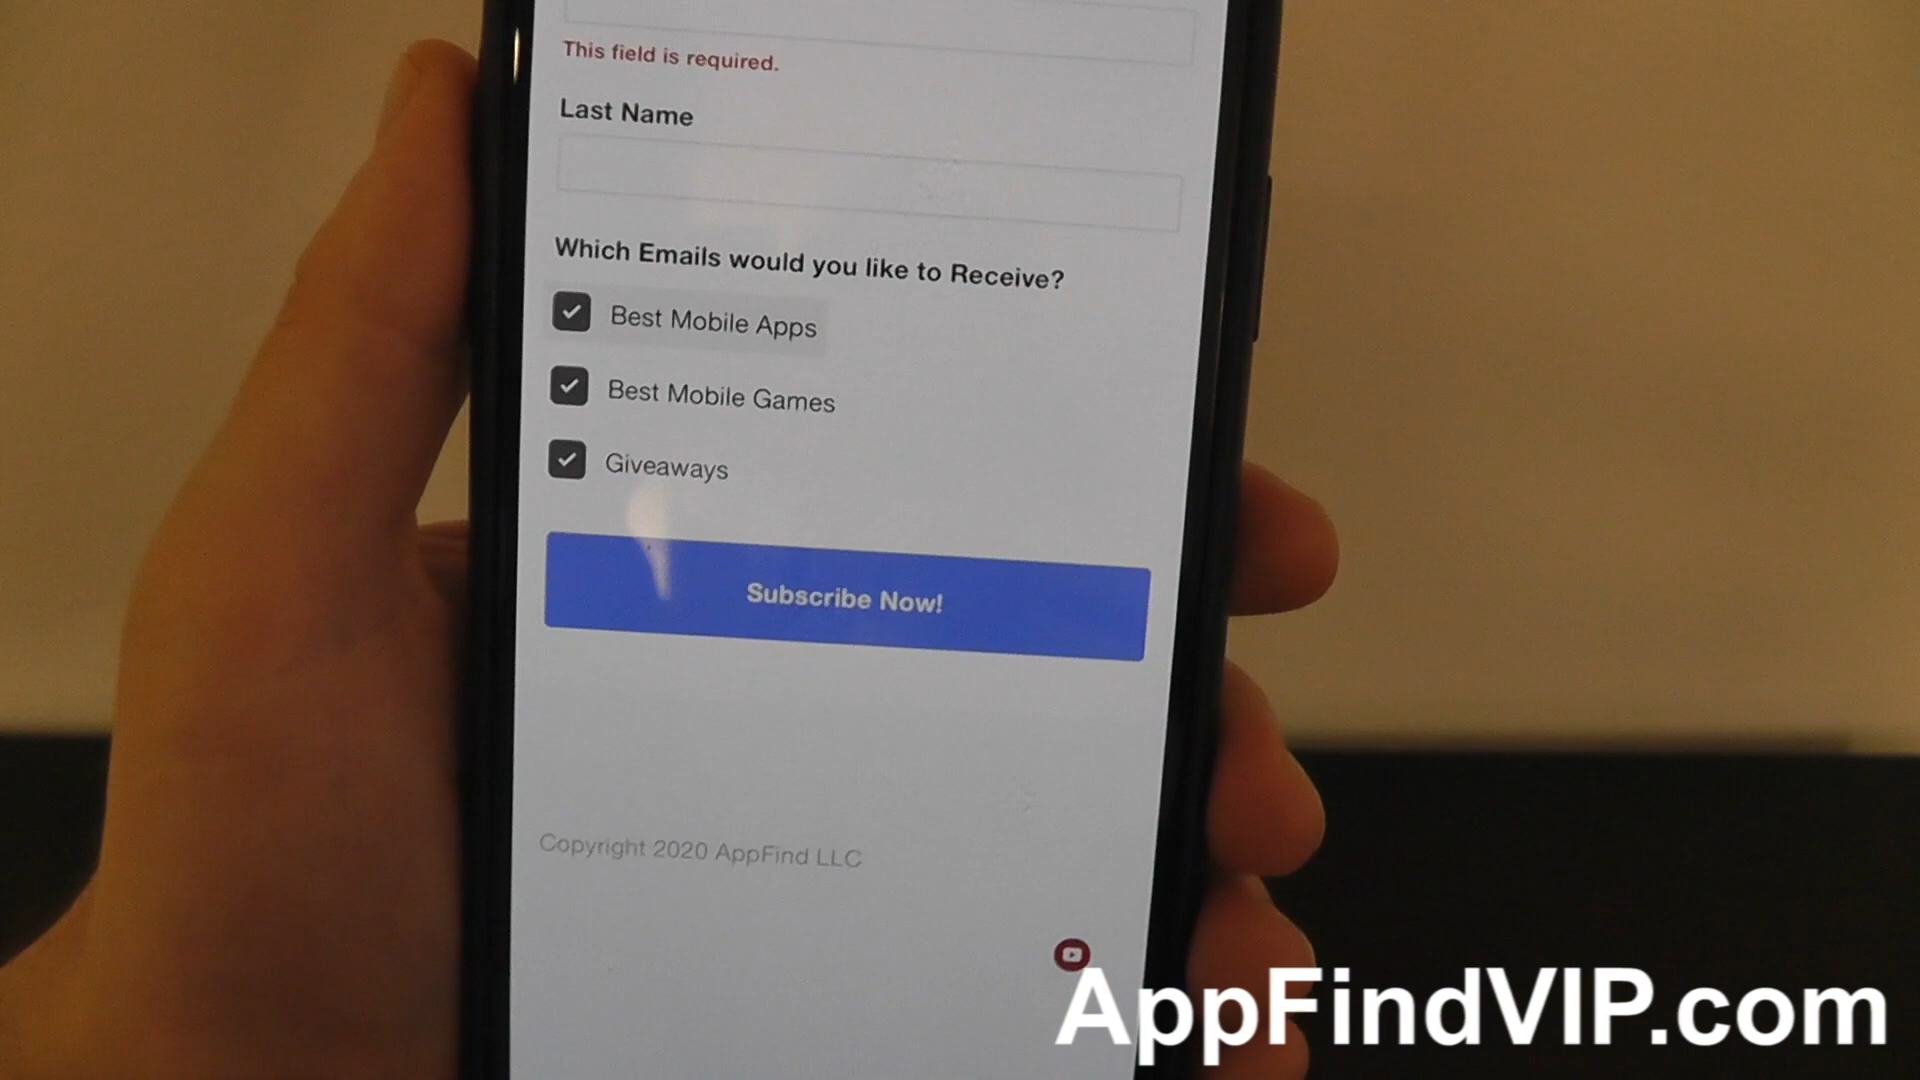 This field is required.
Last Name
Which Emails would you like to Receive?
Best Mobile Apps
Best Mobile Games
Giveaways
Subscribe Now!
Copyright 2020 AppFind LLC
AppFindVIP.com